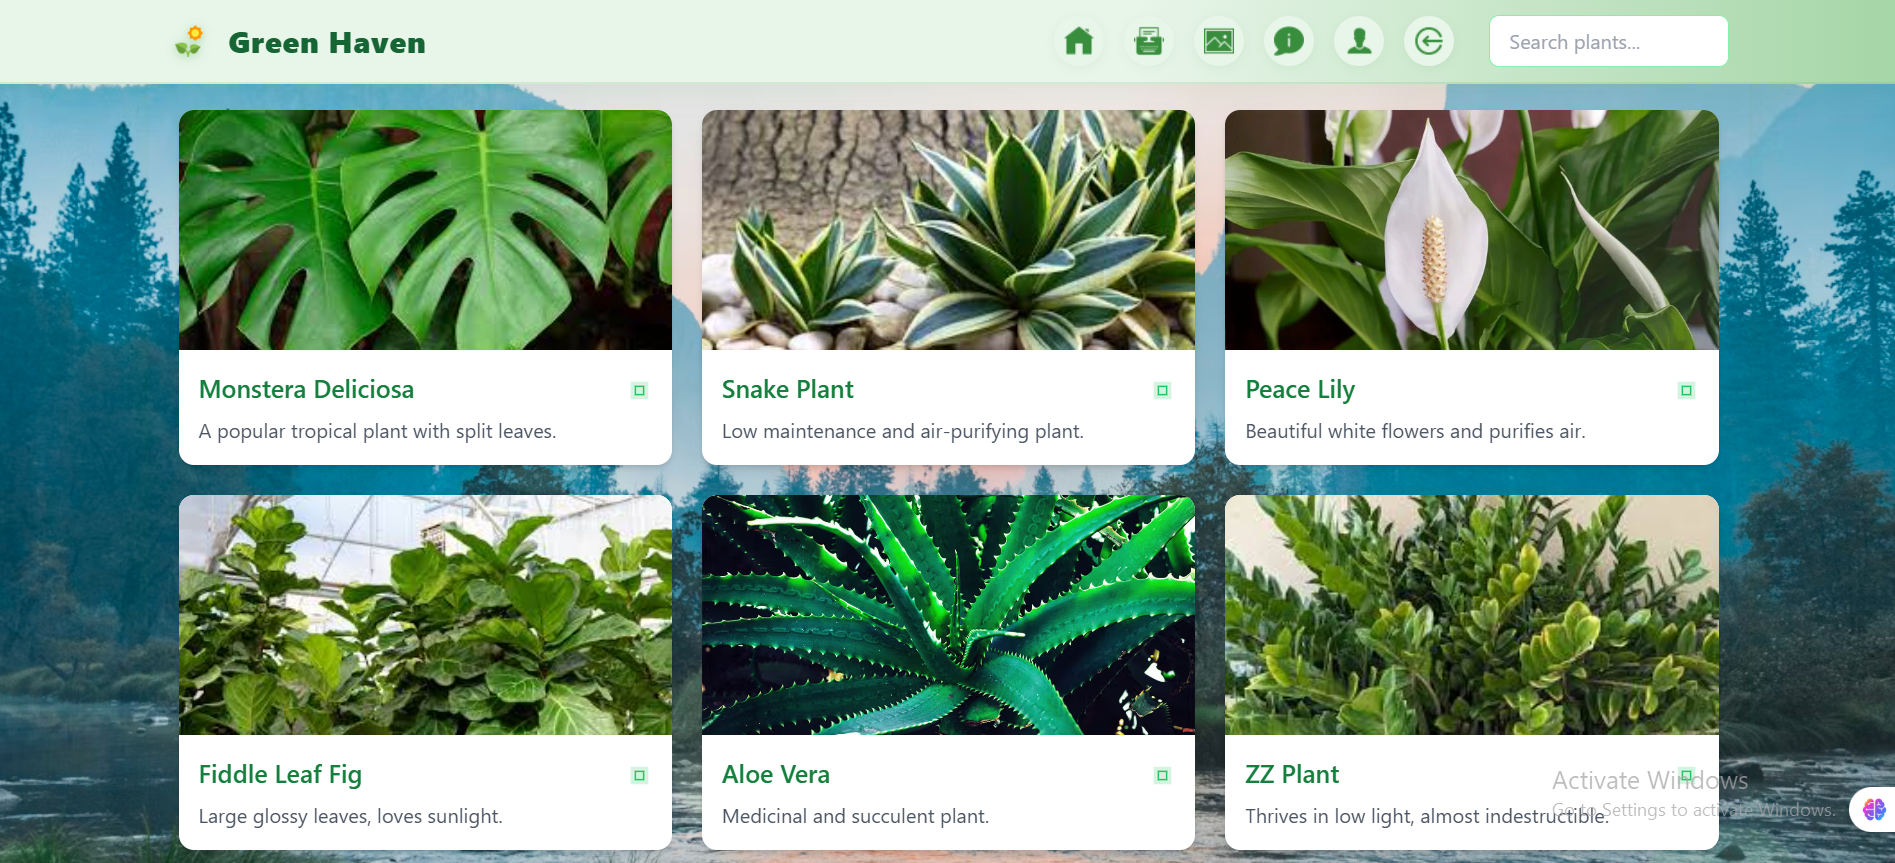 Green Haven
Search plants...
Monstera Deliciosa
A popular tropical plant with split leaves.
Snake Plant
Low maintenance and air-purifying plant.
Peace Lily
Beautiful white flowers and purifies air.
Fiddle Leaf Fig
Large glossy leaves, loves sunlight.
Aloe Vera
Medicinal and succulent plant.
ZZ Plant
Thrives in low light, almost indestructible.
Activate Windows
Go to Settings to activate Windows.